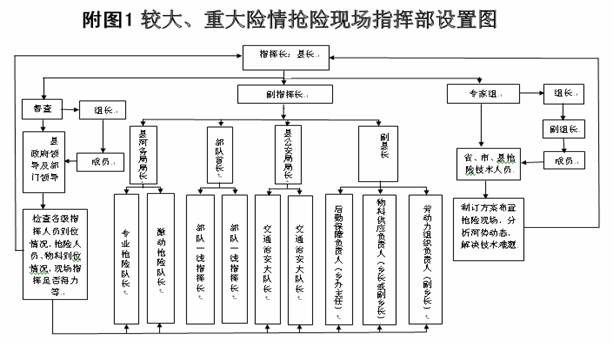 附图1 较大、重大险情抢险现场指挥部设置图
指挥长：县长
督查
组长
副指挥长
专家组
组长
副组长
成员
县
政府领
导及部
门领导
成员
县河务局局长
部队首长
县公安局局长
副县长
省、市、县抢
险技术人员
检查各级指
挥人员到位
情况，抢险人
员、物料到位
情况，现场指
挥是否得力
等
专业抢险队长
机动抢险队长
部队一线指挥长
部队一线指挥长
交通治安大队长
交通治安大队长
后勤保障负责人（乡办主任）
物料供应负责人（乡长或副乡长）
劳动力组织负责人（副乡长）
制订方案布置
抢险现场，分
析河势动态，
解决技术难题